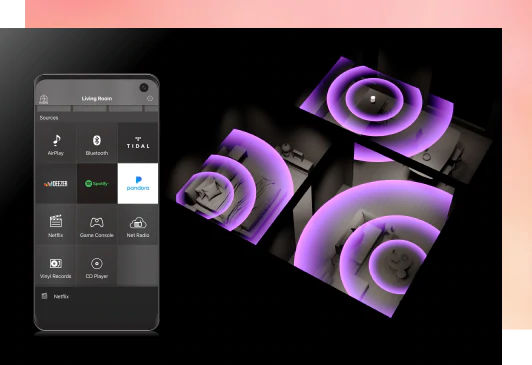 Living Room
Sources
AirPlay
Bluetooth
TIDAL
DEEZER
Spotify
pandora
Netflix
Game Console
Net Radio
Vinyl Records
CD Player
Netflix